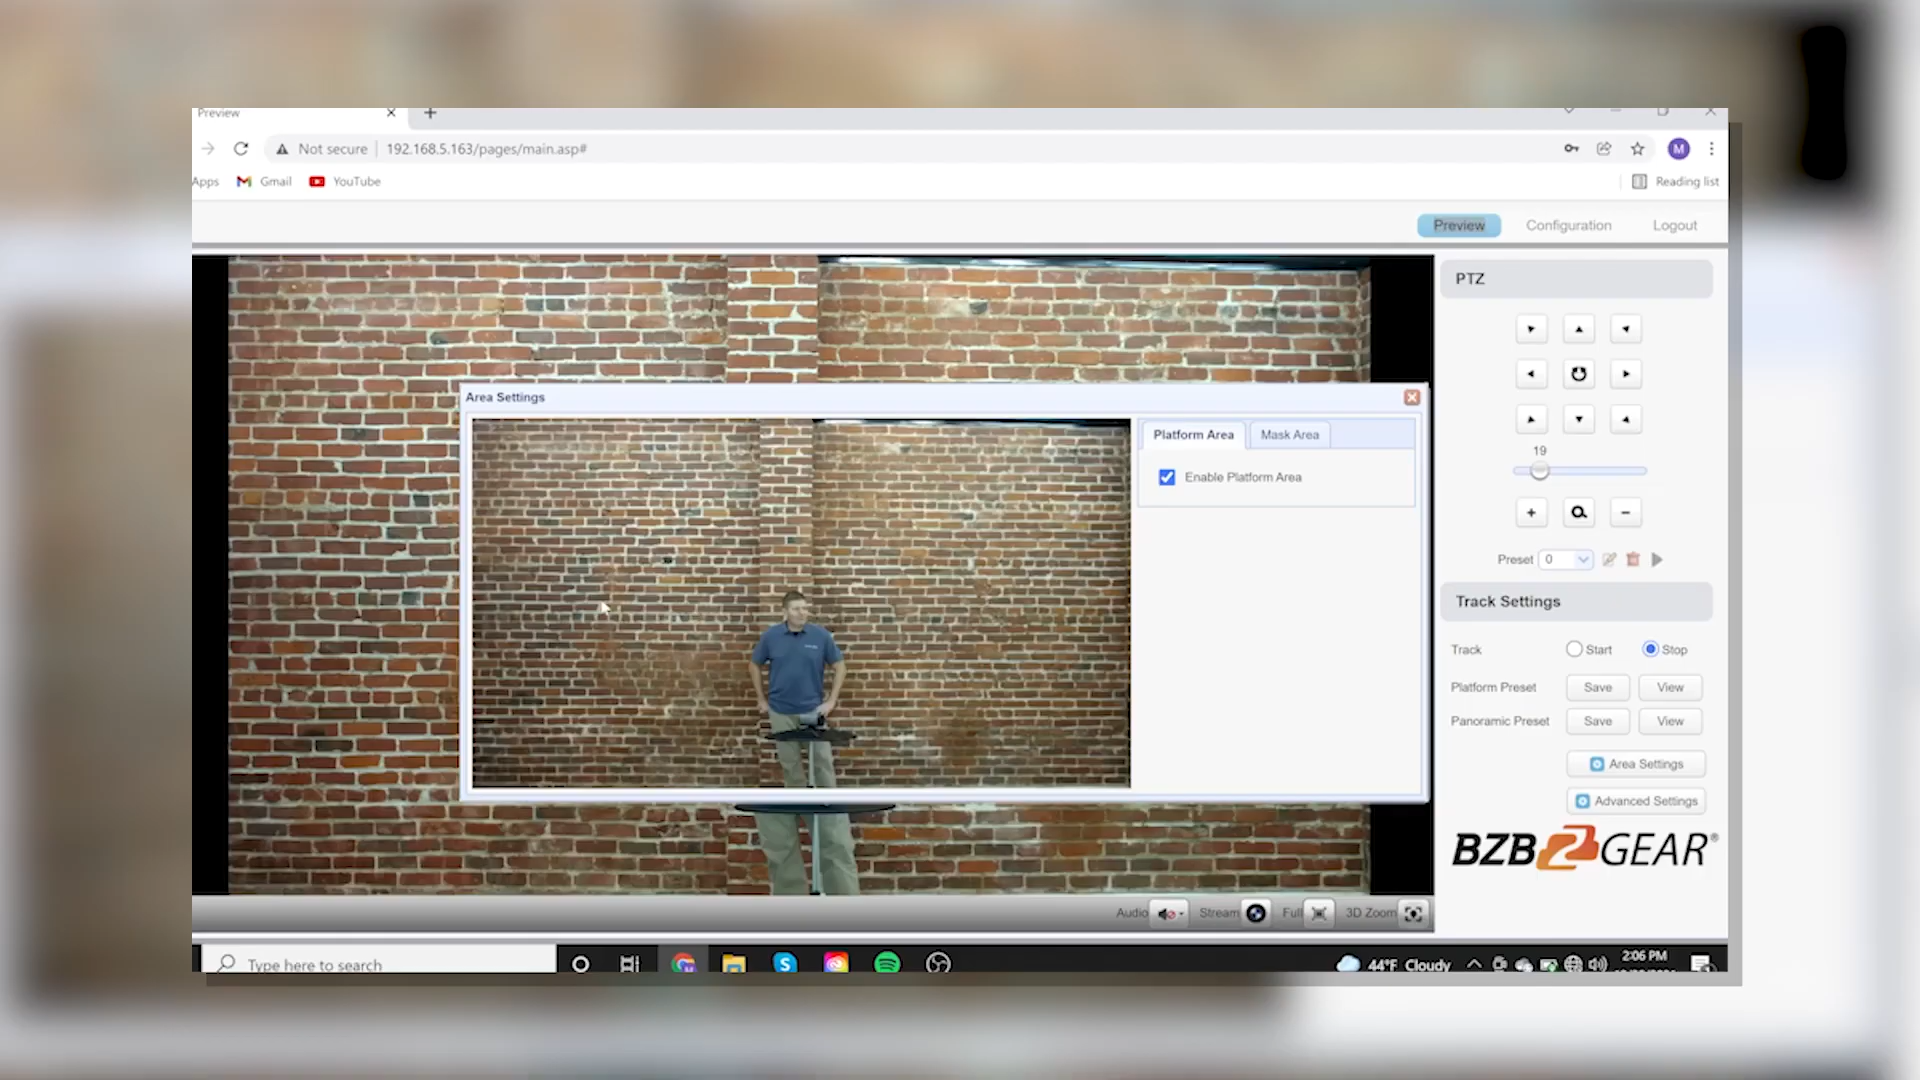 Preview
Not secure
192.168.5.163/pages/main.asp#
M
Apps
Gmail
YouTube
Reading list
Preview
Configuration
Logout
PTZ
Area Settings
Platform Area
Mask Area
Enable Platform Area
19
Preset
0
Track Settings
Track
Start
Stop
Platform Preset
Save
View
Panoramic Preset
Save
View
Area Settings
Advanced Settings
BZB2GEAR®
Audio
Stream
Full
3D Zoom
Type here to search
44°F Cloudy
2:06 PM